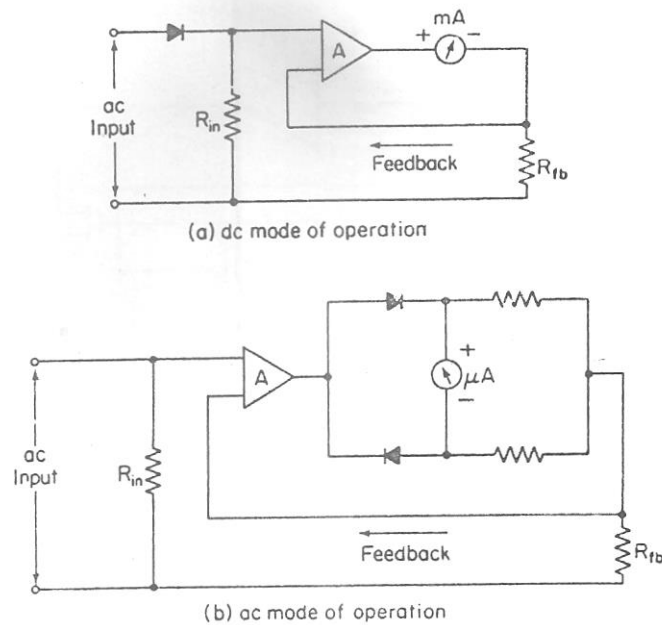 mA
+ −
A
ac
Input
R_in
Feedback
R_fb
(a) dc mode of operation
+
A
μA
−
ac
Input
R_in
Feedback
R_fb
(b) ac mode of operation